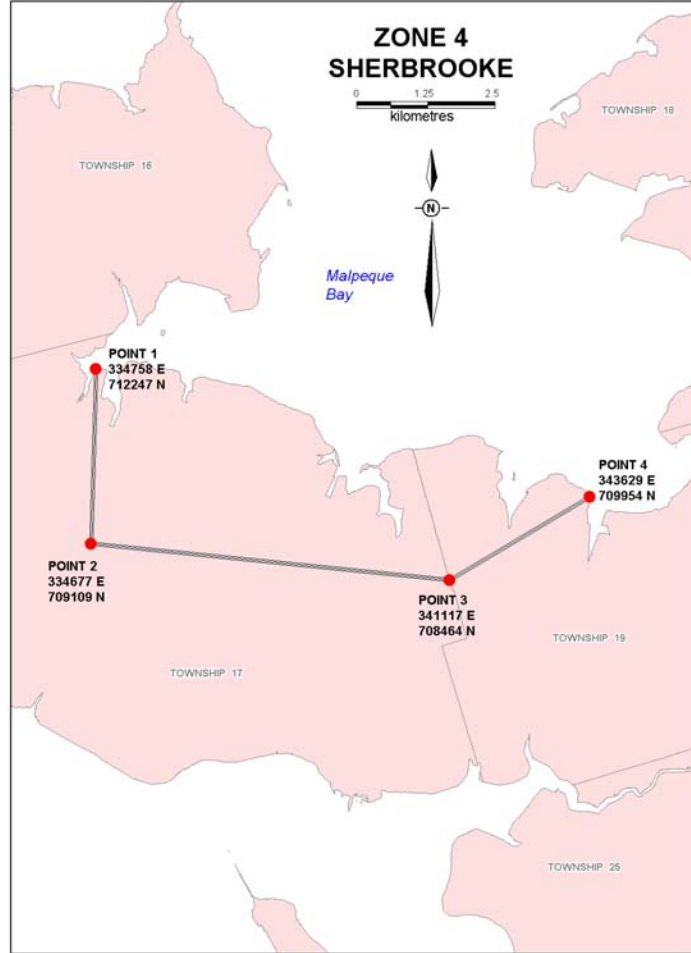 ZONE 4
SHERBROOKE
0 1.25 2.5
kilometres
TOWNSHIP 18
TOWNSHIP 16
N
Malpeque
Bay
POINT 1
334758 E
712247 N
POINT 4
343629 E
709954 N
POINT 2
334677 E
709109 N
POINT 3
341117 E
708464 N
TOWNSHIP 19
TOWNSHIP 17
TOWNSHIP 25